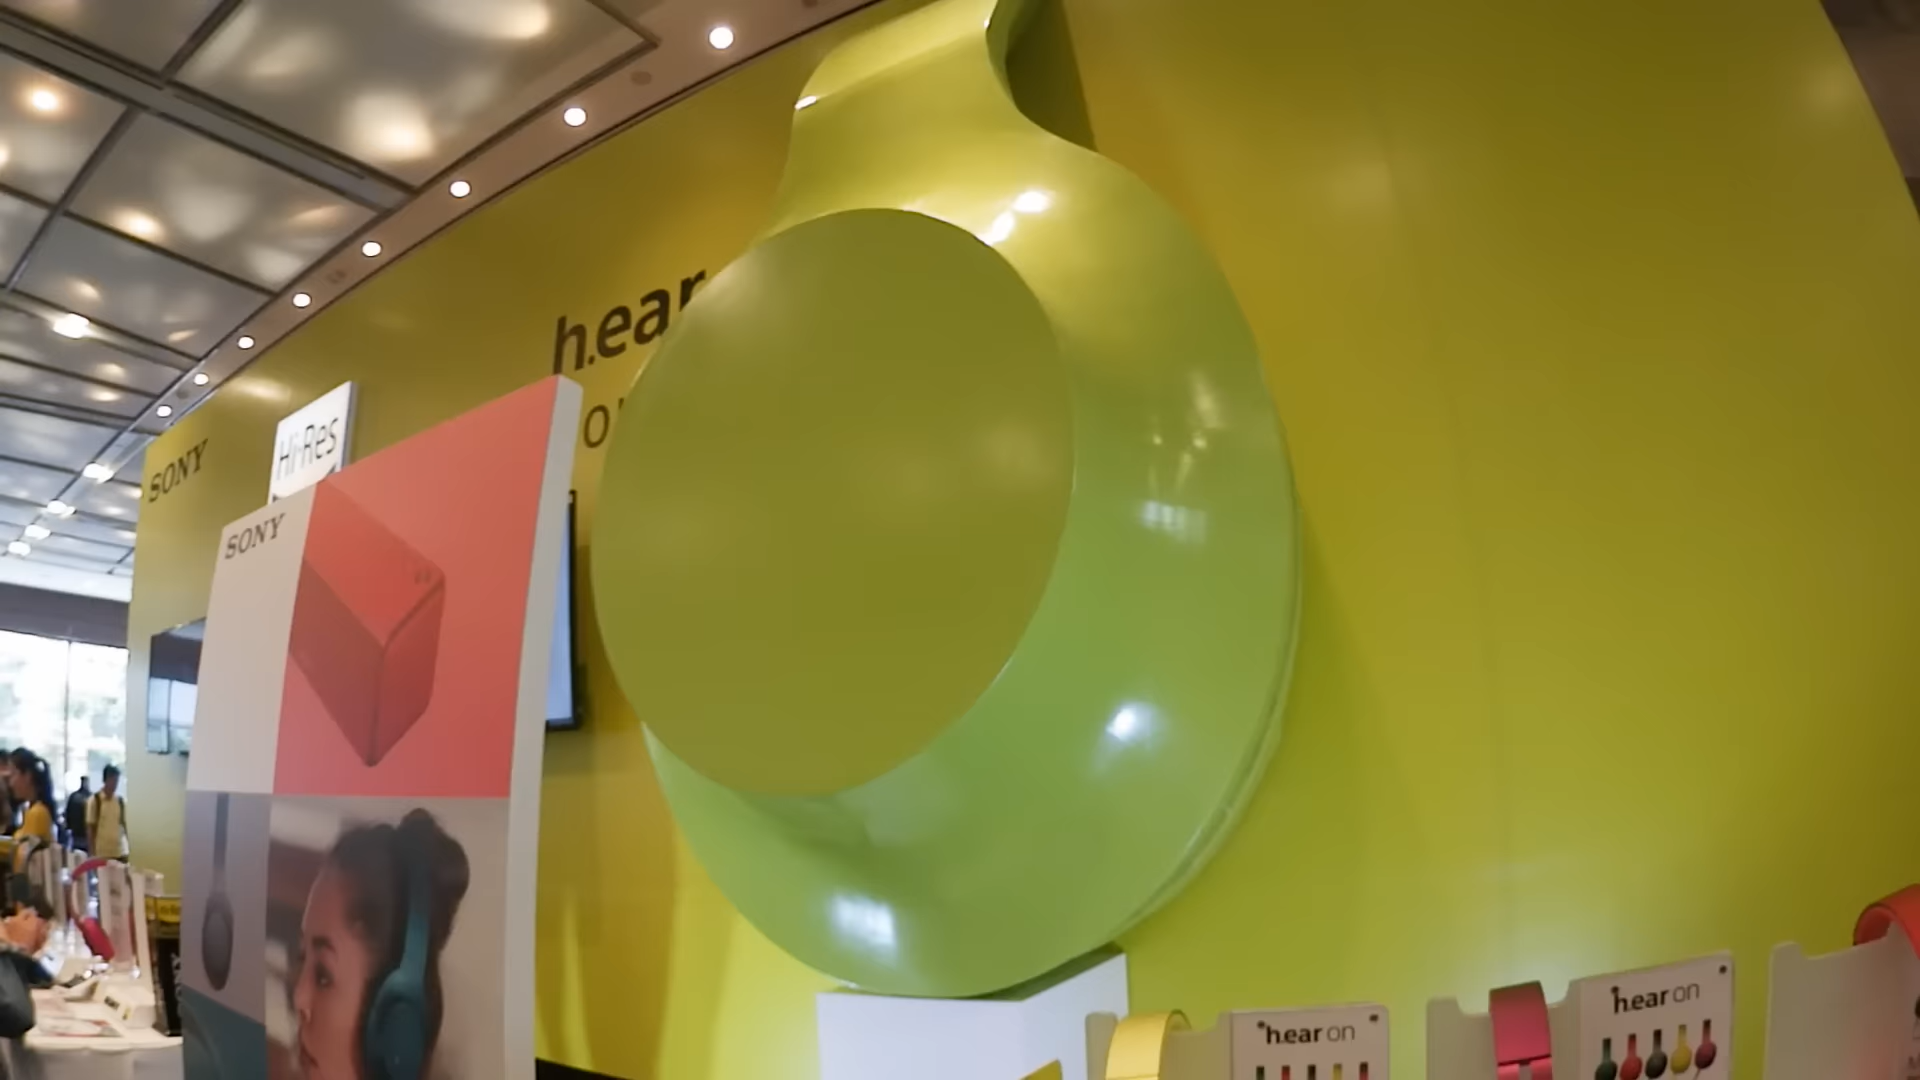 h.ear
SONY
Hi-Res
SONY
h.ear on
h.ear on